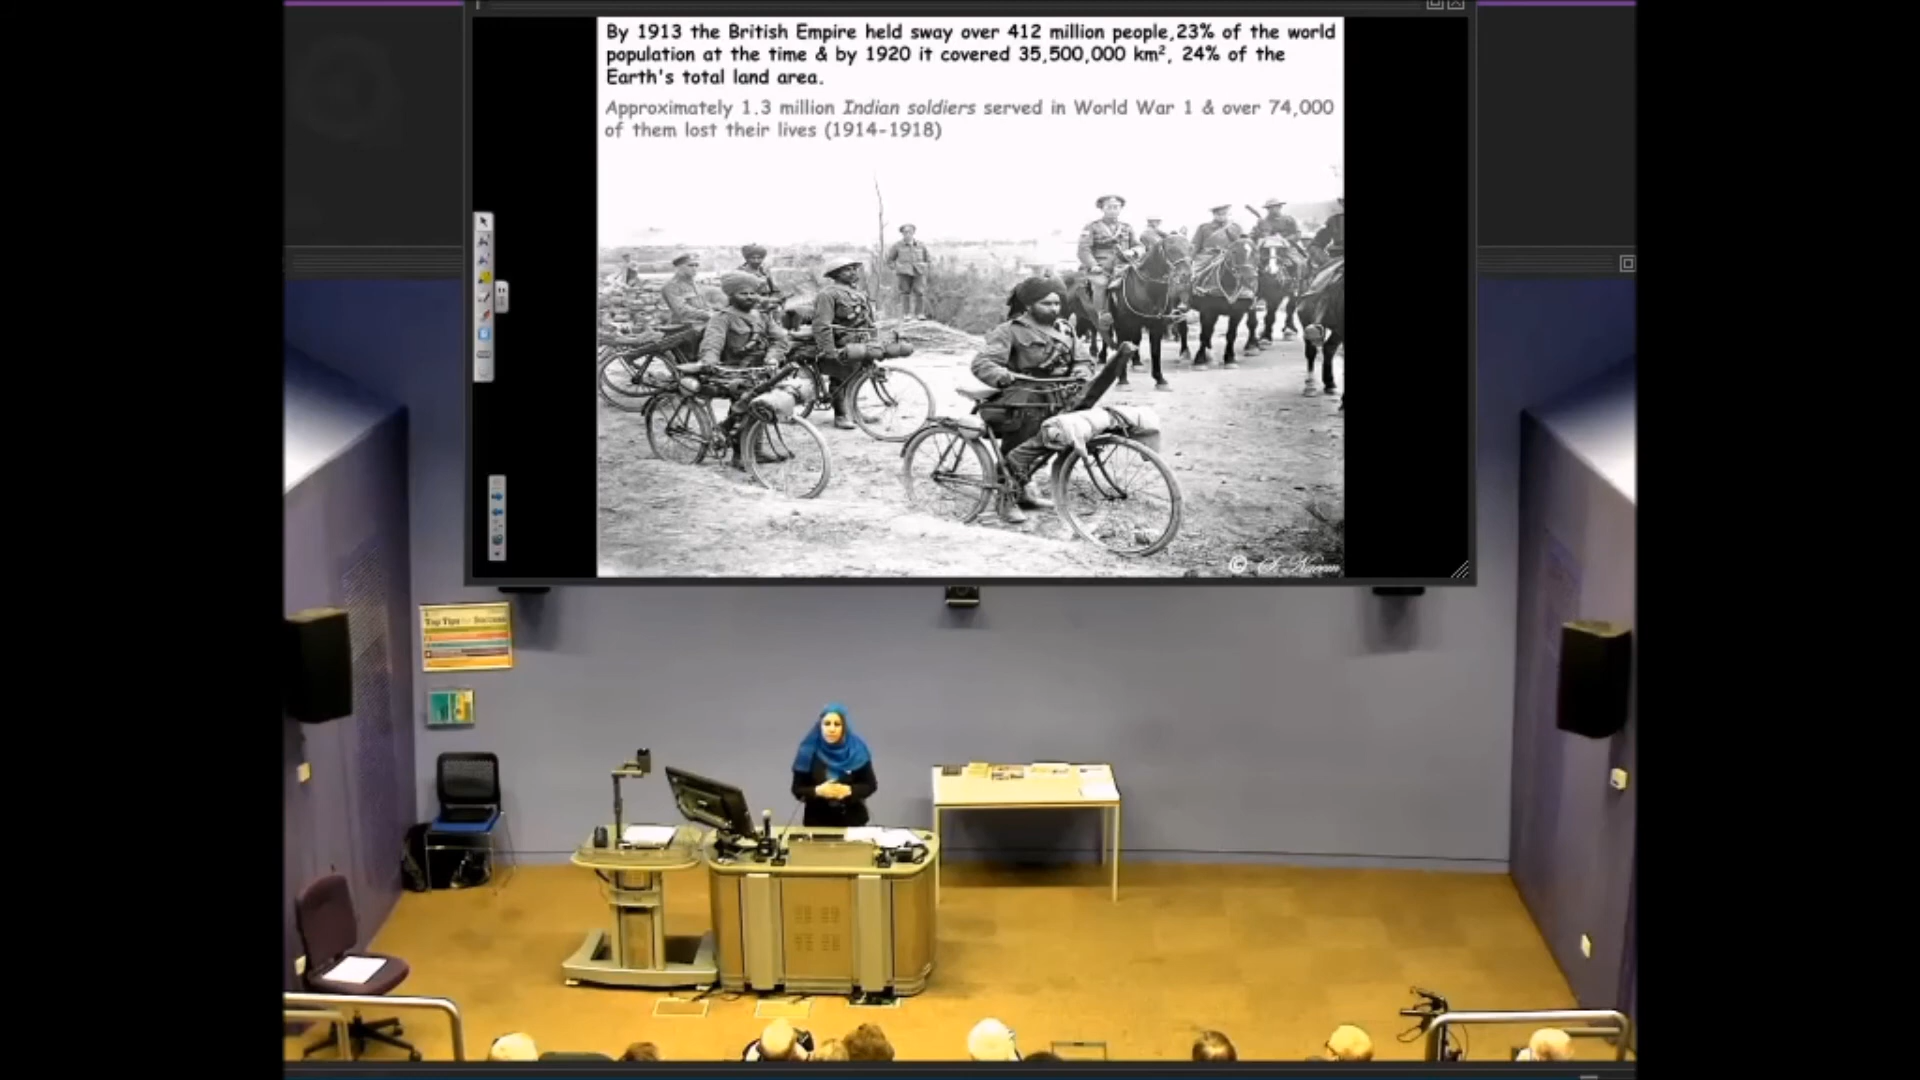 By 1913 the British Empire held sway over 412 million people,23% of the world
population at the time & by 1920 it covered 35,500,000 km², 24% of the
Earth's total land area.
Approximately 1.3 million Indian soldiers served in World War 1 & over 74,000
of them lost their lives (1914-1918)
©
Top Tips for Success